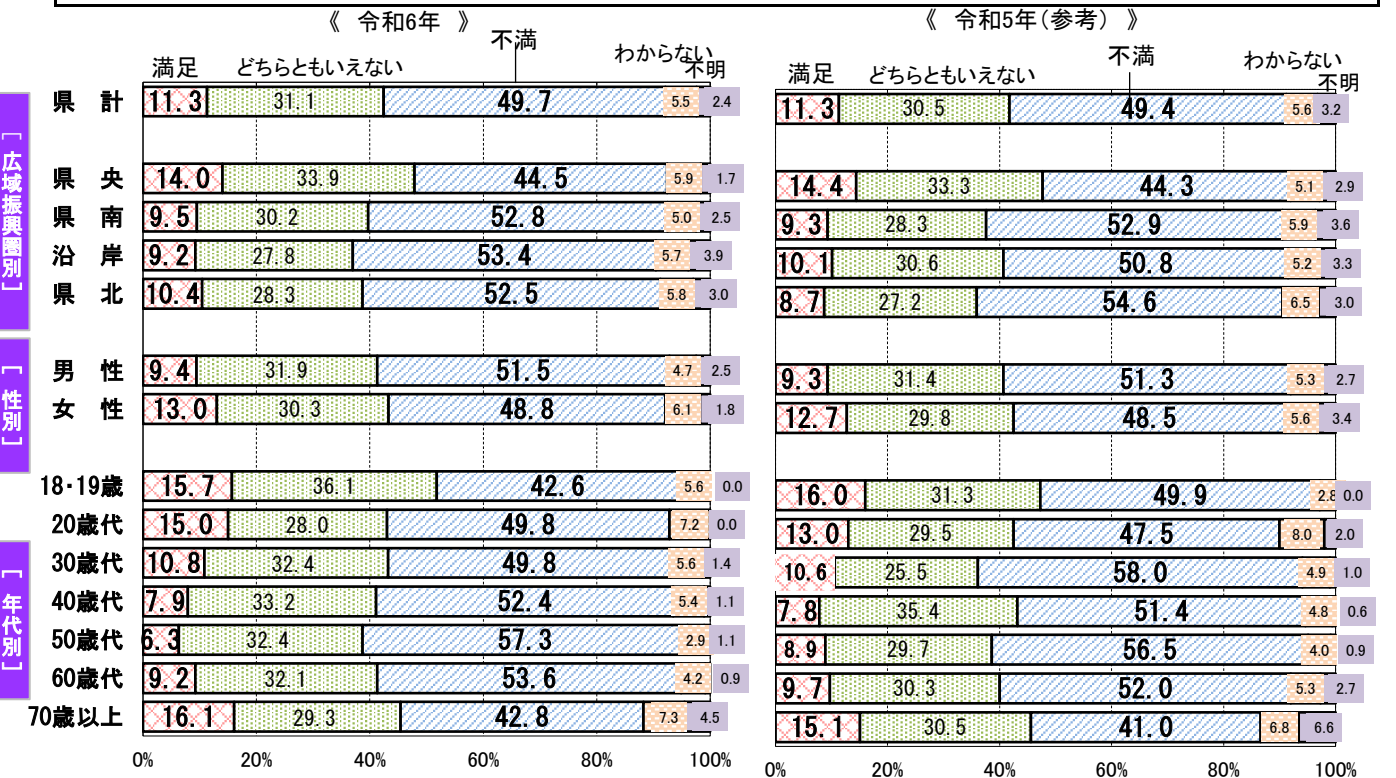 《 令和6年 》
満足 どちらともいえない 不満 わからない 不明
県 計 11.3 31.1 49.7 5.5 2.4
[ 広域振興圏別 ]
県 央 14.0 33.9 44.5 5.9 1.7
県 南 9.5 30.2 52.8 5.0 2.5
沿 岸 9.2 27.8 53.4 5.7 3.9
県 北 10.4 28.3 52.5 5.8 3.0
[ 性別 ]
男 性 9.4 31.9 51.5 4.7 2.5
女 性 13.0 30.3 48.8 6.1 1.8
[ 年代別 ]
18・19歳 15.7 36.1 42.6 5.6 0.0
20歳代 15.0 28.0 49.8 7.2 0.0
30歳代 10.8 32.4 49.8 5.6 1.4
40歳代 7.9 33.2 52.4 5.4 1.1
50歳代 6.3 32.4 57.3 2.9 1.1
60歳代 9.2 32.1 53.6 4.2 0.9
70歳以上 16.1 29.3 42.8 7.3 4.5
0% 20% 40% 60% 80% 100%
《 令和5年(参考) 》
満足 どちらともいえない 不満 わからない 不明
11.3 30.5 49.4 5.6 3.2
14.4 33.3 44.3 5.1 2.9
9.3 28.3 52.9 5.9 3.6
10.1 30.6 50.8 5.2 3.3
8.7 27.2 54.6 6.5 3.0
9.3 31.4 51.3 5.3 2.7
12.7 29.8 48.5 5.6 3.4
16.0 31.3 49.9 2.8 0.0
13.0 29.5 47.5 8.0 2.0
10.6 25.5 58.0 4.9 1.0
7.8 35.4 51.4 4.8 0.6
8.9 29.7 56.5 4.0 0.9
9.7 30.3 52.0 5.3 2.7
15.1 30.5 41.0 6.8 6.6
0% 20% 40% 60% 80% 100%